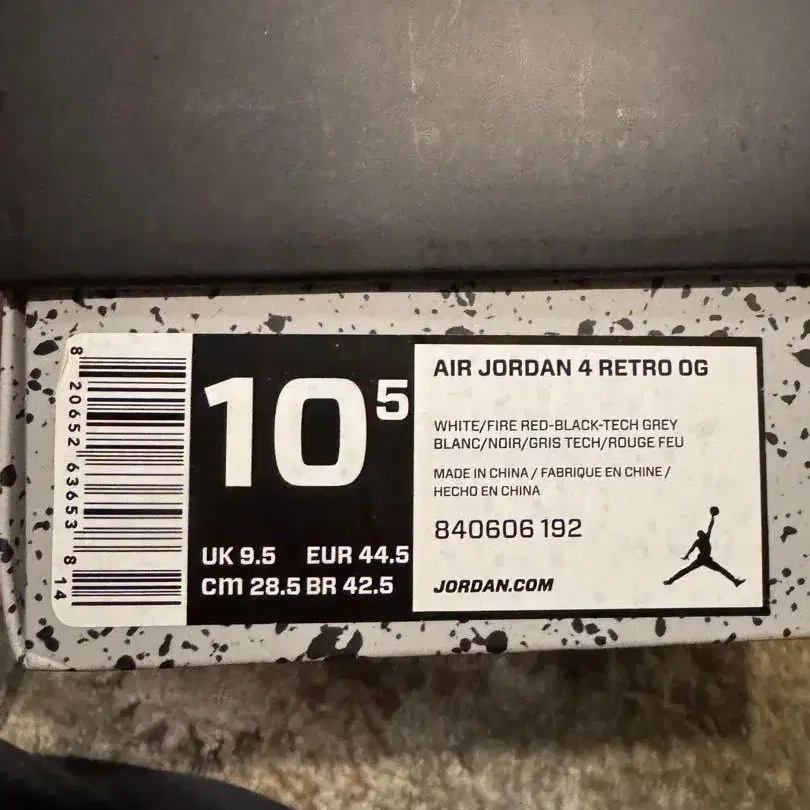 8 20652 63653 8 14
10 5
UK 9.5 EUR 44.5
cm 28.5 BR 42.5
AIR JORDAN 4 RETRO OG
WHITE/FIRE RED-BLACK-TECH GREY
BLANC/NOIR/GRIS TECH/ROUGE FEU
MADE IN CHINA / FABRIQUE EN CHINE /
HECHO EN CHINA
840606 192
JORDAN.COM